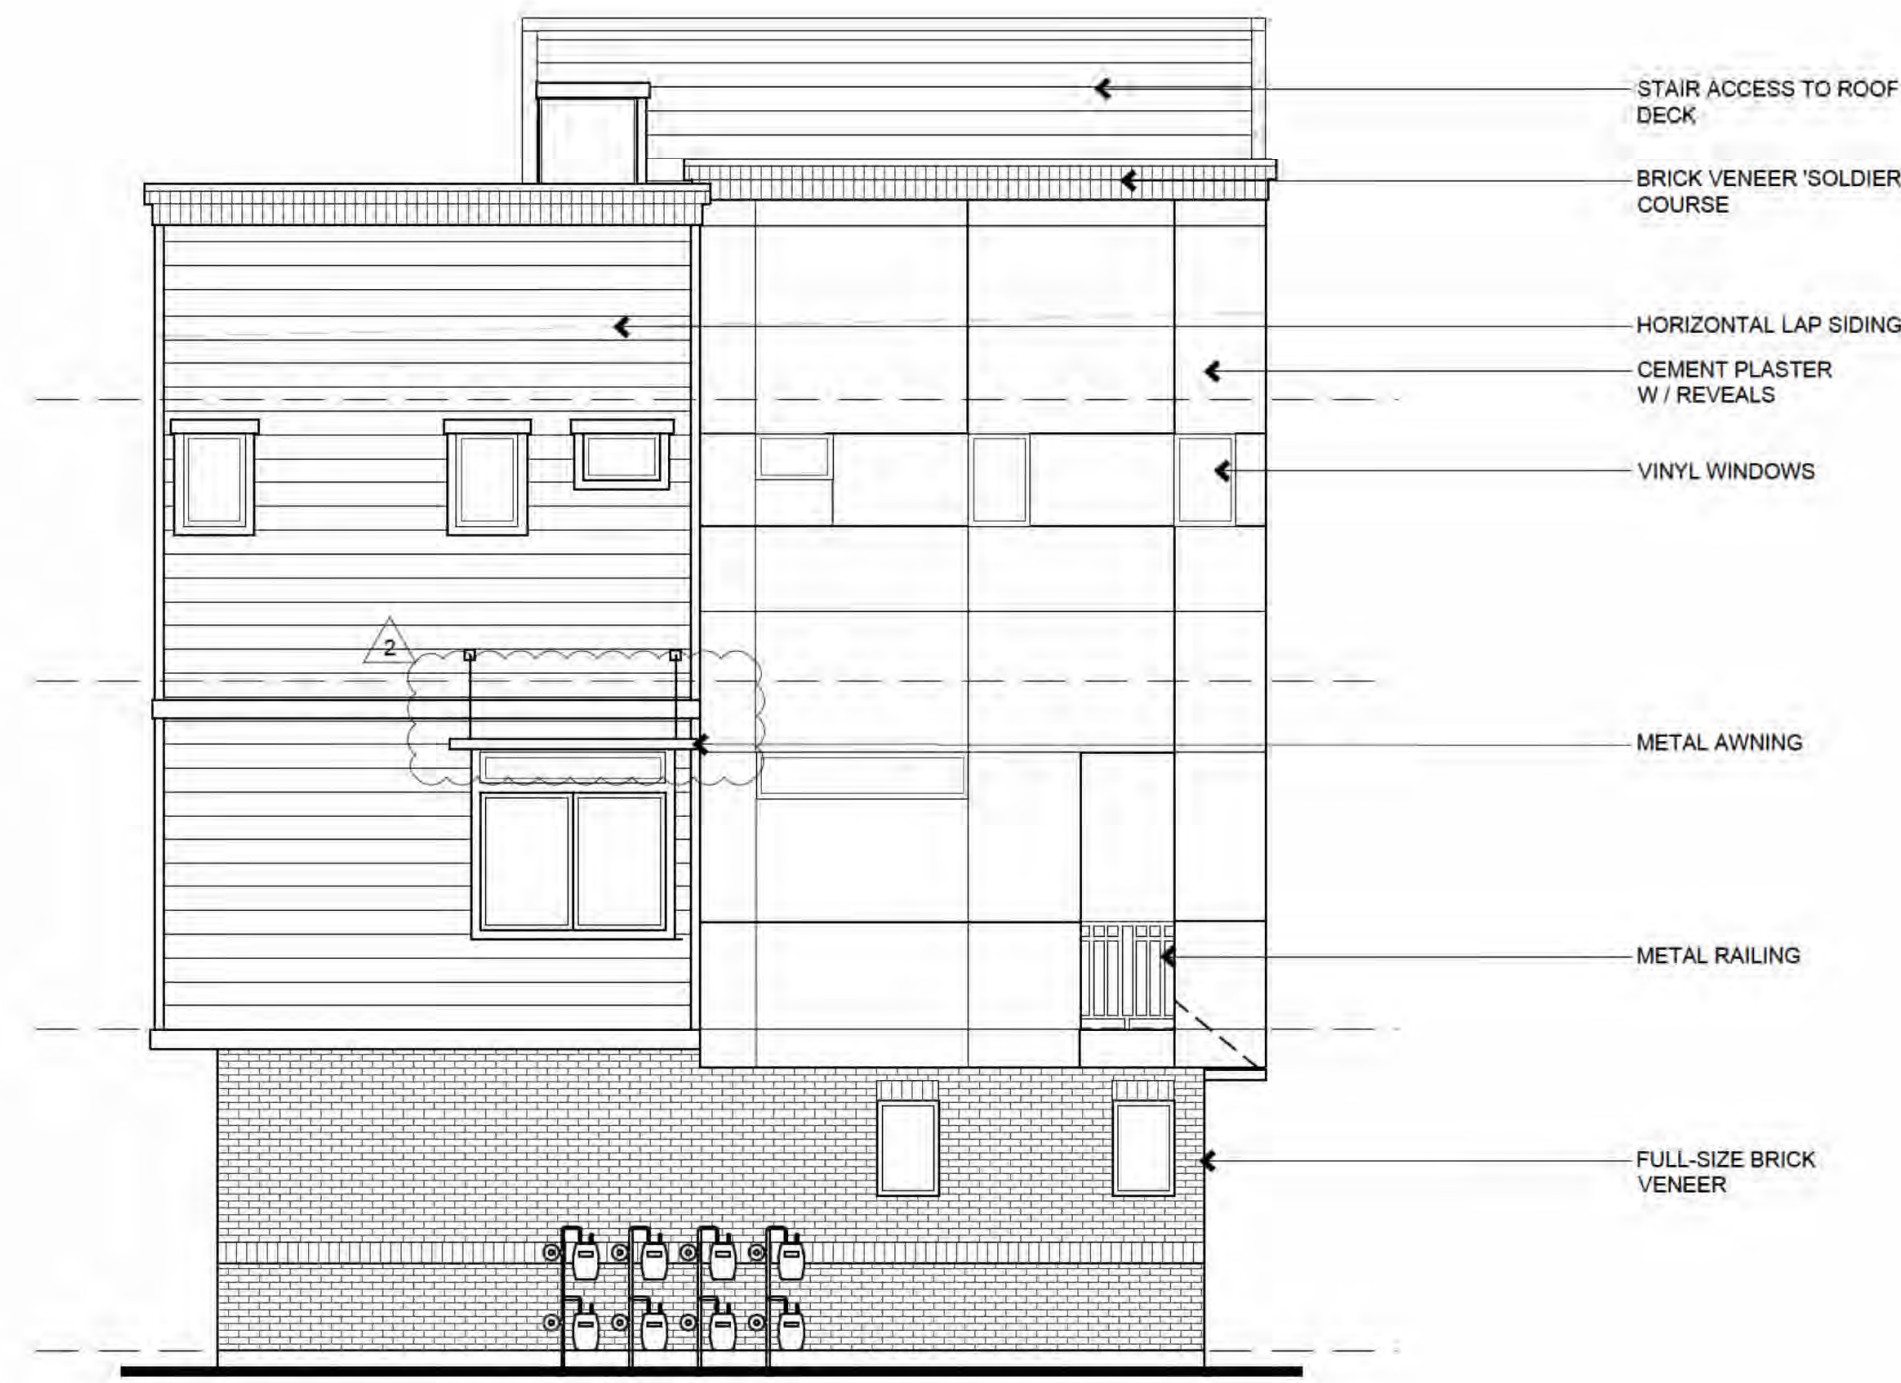 STAIR ACCESS TO ROOF
DECK
BRICK VENEER 'SOLDIER
COURSE
HORIZONTAL LAP SIDING
CEMENT PLASTER
W / REVEALS
VINYL WINDOWS
2
METAL AWNING
METAL RAILING
FULL-SIZE BRICK
VENEER